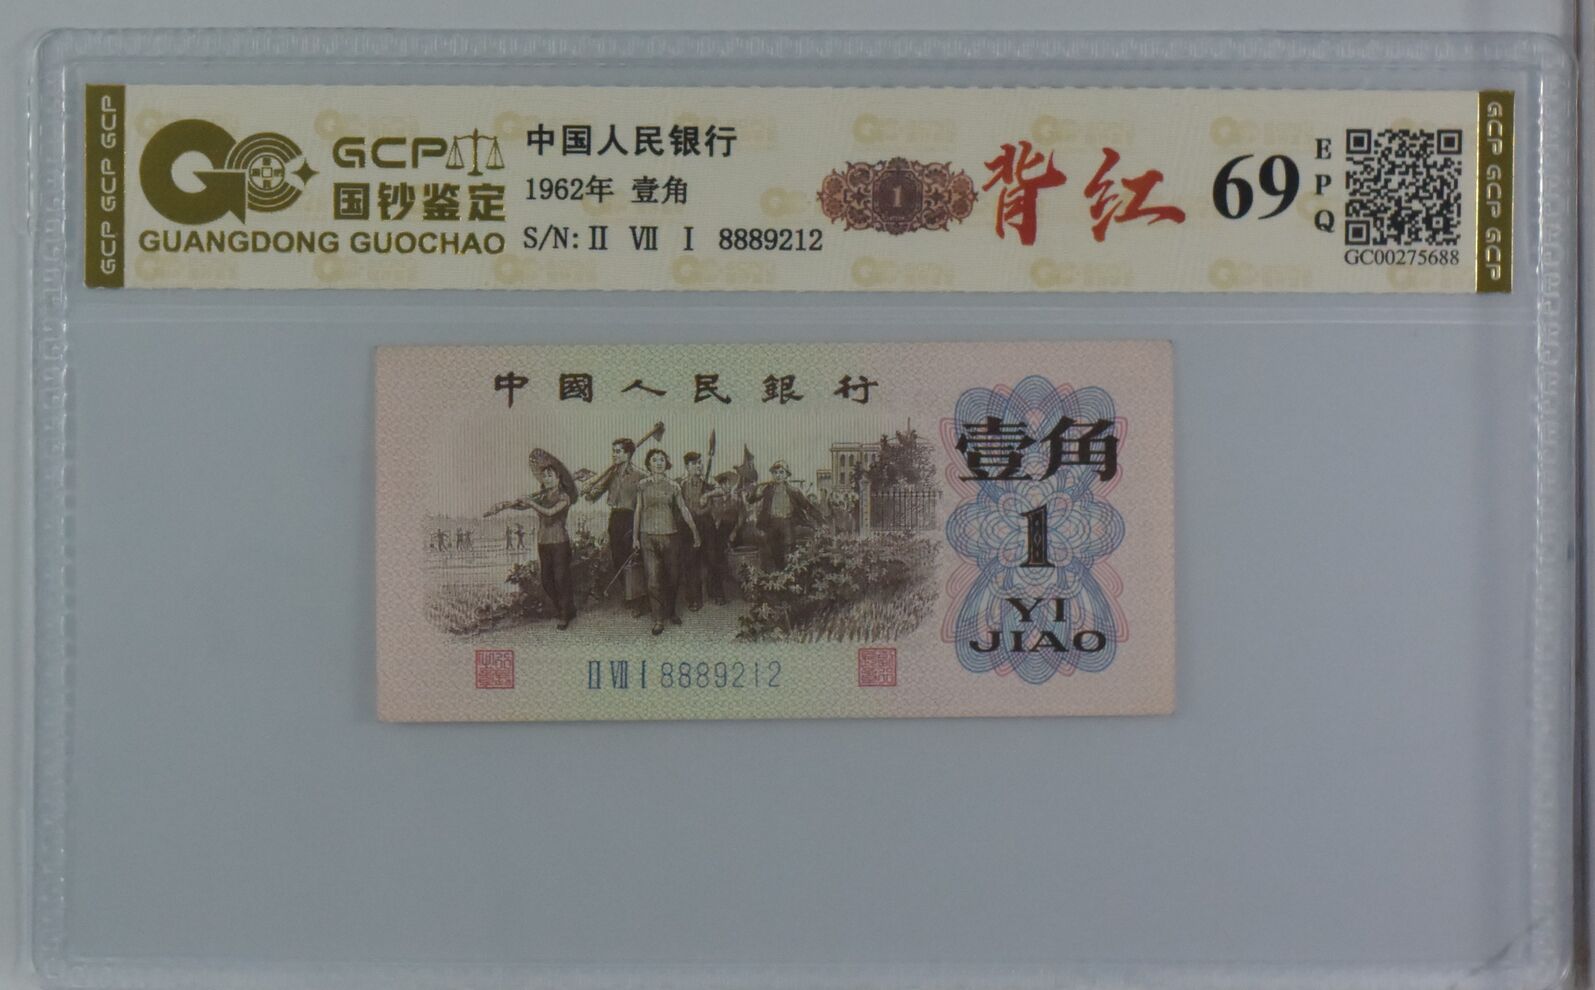 GCP GCP GCP
GCP
国钞鉴定
GUANGDONG GUOCHAO
中国人民银行
1962年 壹角
S/N: II VII I 8889212
1
背红
69
EPQ
GC00275688
GCP GCP GCP
中國人民銀行
壹角
1
YI
JIAO
II VII I 8889212